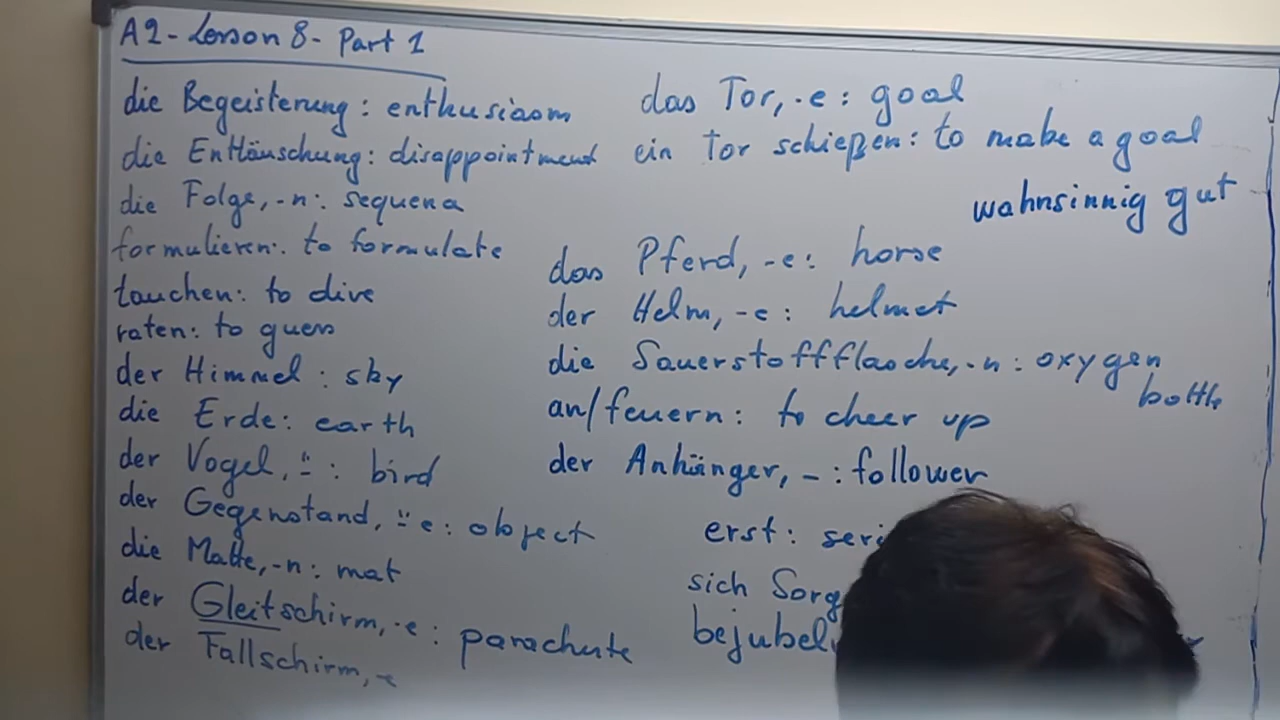 A2 - Lesson 8 - Part 1
die Begeisterung: enthusiasm
die Enttäuschung: disappointment
die Folge, -n: sequence
formulieren: to formulate
tauchen: to dive
raten: to guess
der Himmel: sky
die Erde: earth
der Vogel, ⸚: bird
der Gegenstand, ⸚e: object
die Matte, -n: mat
der Gleitschirm, -e: parachute
der Fallschirm, -e
das Tor, -e: goal
ein Tor schießen: to make a goal
wahnsinnig gut
das Pferd, -e: horse
der Helm, -e: helmet
die Sauerstoffflasche, -n: oxygen
bottle
an/feuern: to cheer up
der Anhänger, -: follower
erst: seri
sich Sorg
bejubel